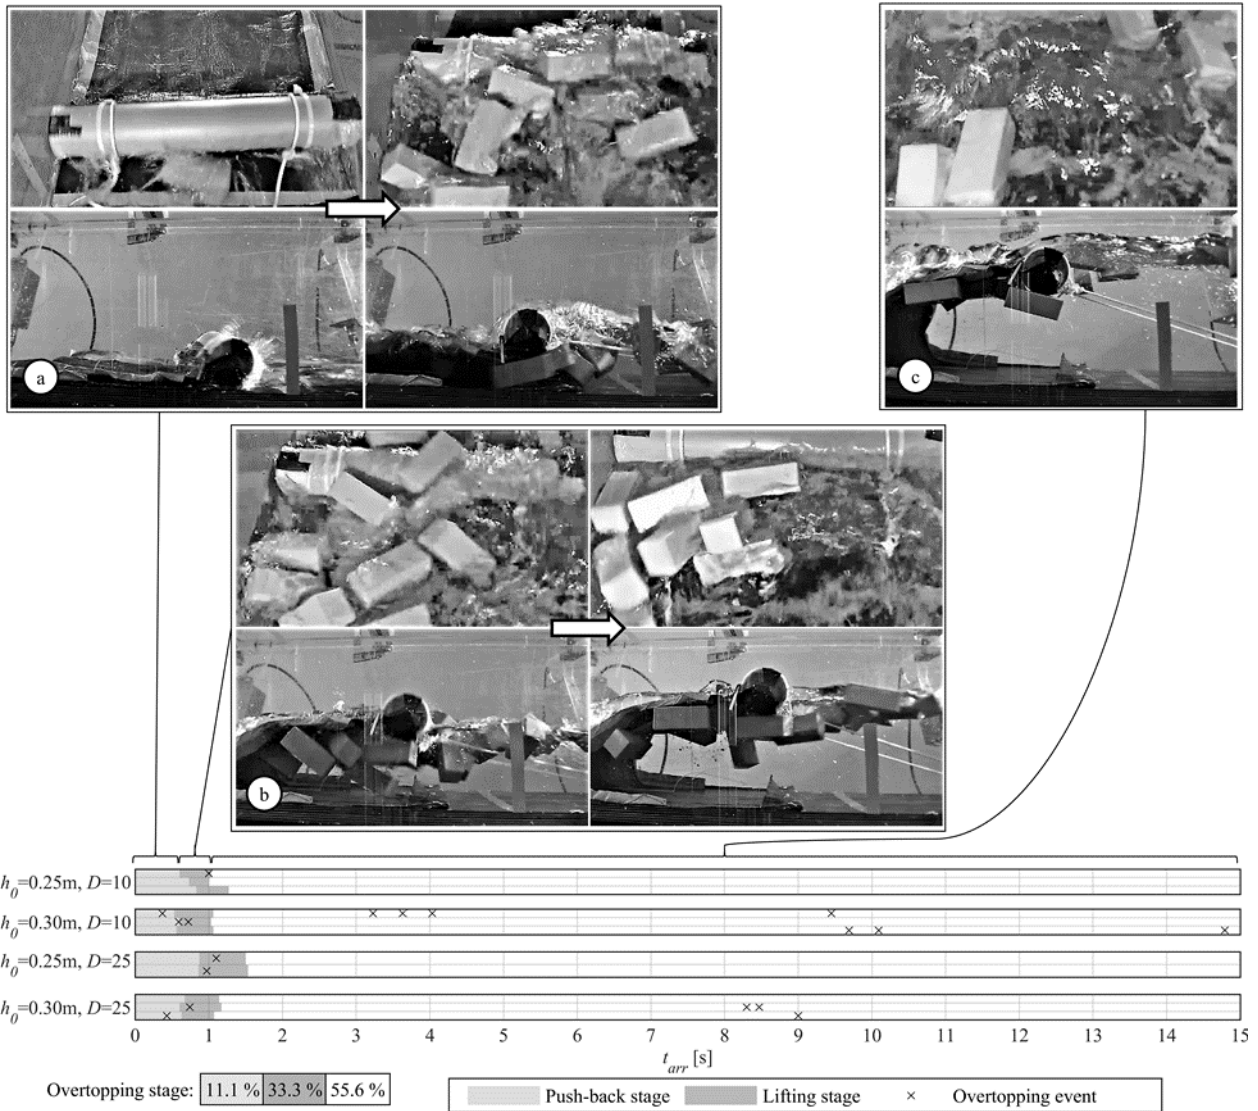 a
c
b
h0=0.25m, D=10
h0=0.30m, D=10
h0=0.25m, D=25
h0=0.30m, D=25
0 1 2 3 4 5 6 7 8 9 10 11 12 13 14 15
tarr [s]
Overtopping stage: 11.1 % 33.3 % 55.6 %
Push-back stage Lifting stage × Overtopping event